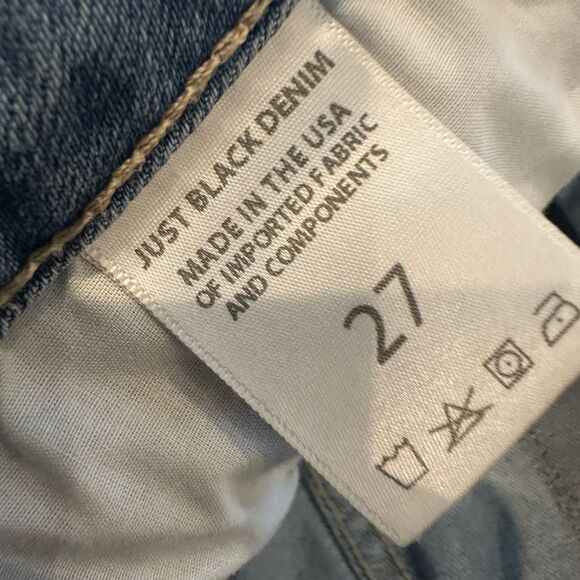 JUST BLACK DENIM
MADE IN THE USA
OF IMPORTED FABRIC
AND COMPONENTS
27